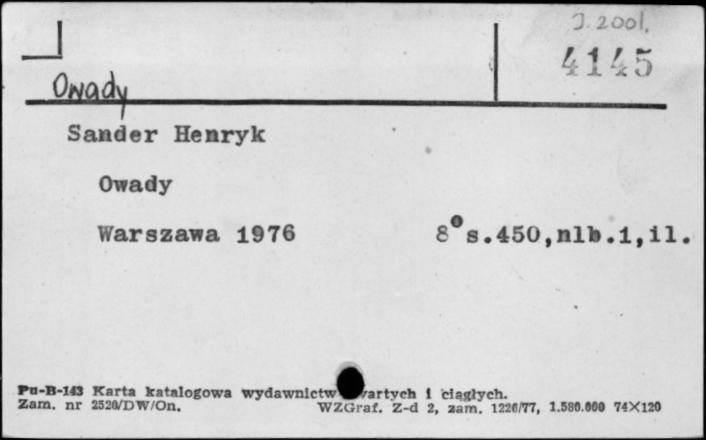 J. 2001.
4145
Owady
Sander Henryk
Owady
Warszawa 1976 8° s.450,nlb.1,il.
Pu-B-143 Karta katalogowa wydawnictw i ciągłych.
Zam. nr 2520/DW/On. WZGraf. Z-d 2, zam. 1226/77, 1.580.000 74X120